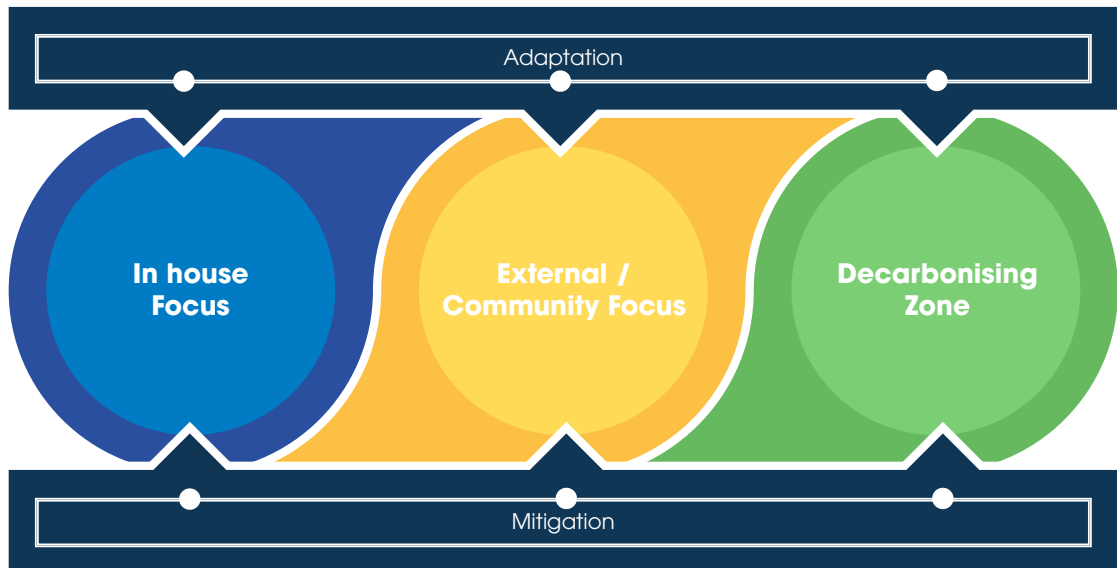 Adaptation
In house
Focus
External /
Community Focus
Decarbonising
Zone
Mitigation